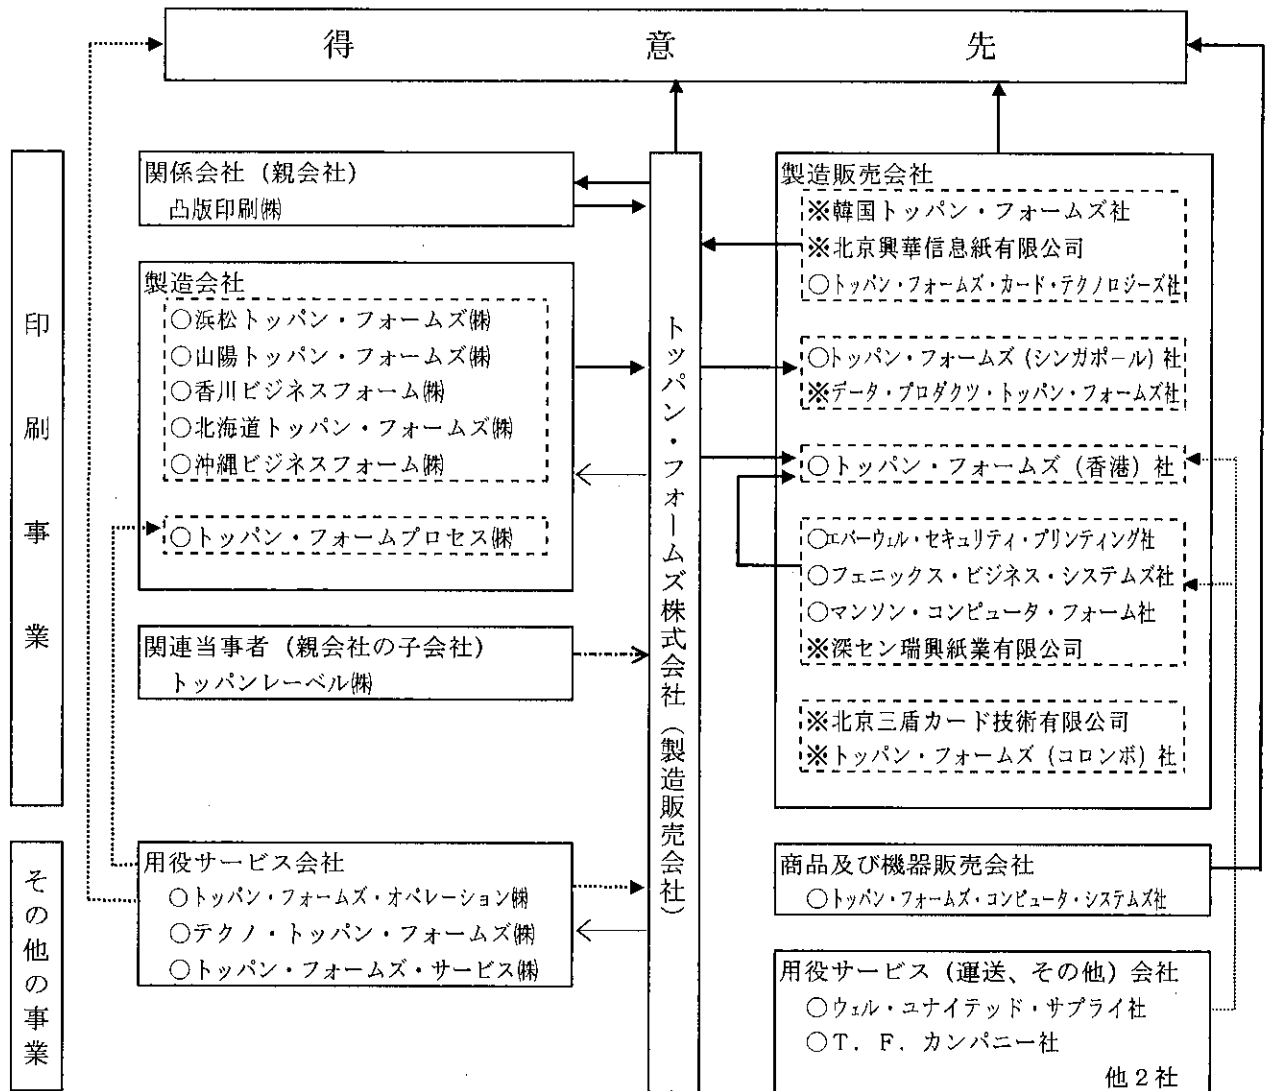 得意先
印刷事業
関係会社（親会社）
凸版印刷㈱
製造会社
○浜松トッパン・フォームズ㈱
○山陽トッパン・フォームズ㈱
○香川ビジネスフォーム㈱
○北海道トッパン・フォームズ㈱
○沖縄ビジネスフォーム㈱
○トッパン・フォームプロセス㈱
関連当事者（親会社の子会社）
トッパンレーベル㈱
トッパン・フォームズ株式会社（製造販売会社）
製造販売会社
※韓国トッパン・フォームズ社
※北京興華信息紙有限公司
○トッパン・フォームズ・カード・テクノロジーズ社
○トッパン・フォームズ（シンガポール）社
※データ・プロダクツ・トッパン・フォームズ社
○トッパン・フォームズ（香港）社
○エバーウェル・セキュリティ・プリンティング社
○フェニックス・ビジネス・システムズ社
○マンソン・コンピュータ・フォーム社
※深セン瑞興紙業有限公司
※北京三盾カード技術有限公司
※トッパン・フォームズ（コロンボ）社
その他の事業
用役サービス会社
○トッパン・フォームズ・オペレーション㈱
○テクノ・トッパン・フォームズ㈱
○トッパン・フォームズ・サービス㈱
商品及び機器販売会社
○トッパン・フォームズ・コンピュータ・システムズ社
用役サービス（運送、その他）会社
○ウェル・ユナイテッド・サプライ社
○T．F．カンパニー社
他２社